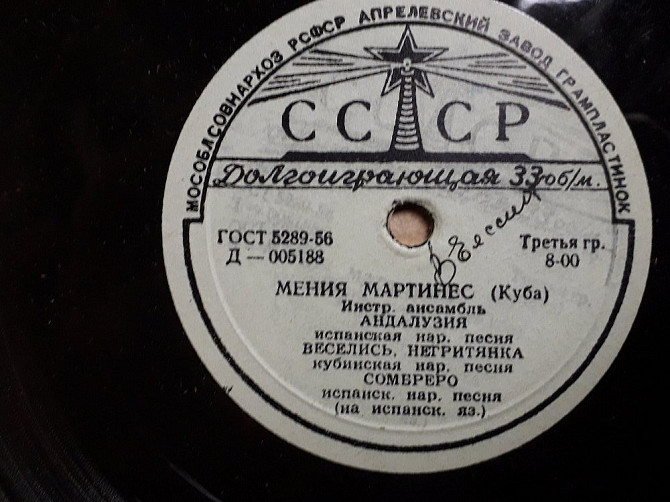 МОСОБЛСОВНАРХОЗ РСФСР АПРЕЛЕВСКИЙ ЗАВОД ГРАМПЛАСТИНОК
СССР
Долгоиграющая 33 об/м.
ГОСТ 5289-56
Д — 005188
Третья гр.
8-00
МЕНИЯ МАРТИНЕС (Куба)
Инстр. ансамбль
АНДАЛУЗИЯ
испанская нар. песня
ВЕСЕЛИСЬ, НЕГРИТЯНКА
кубинская нар. песня
СОМБРЕРО
испанск. нар. песня
(на испанск. яз.)